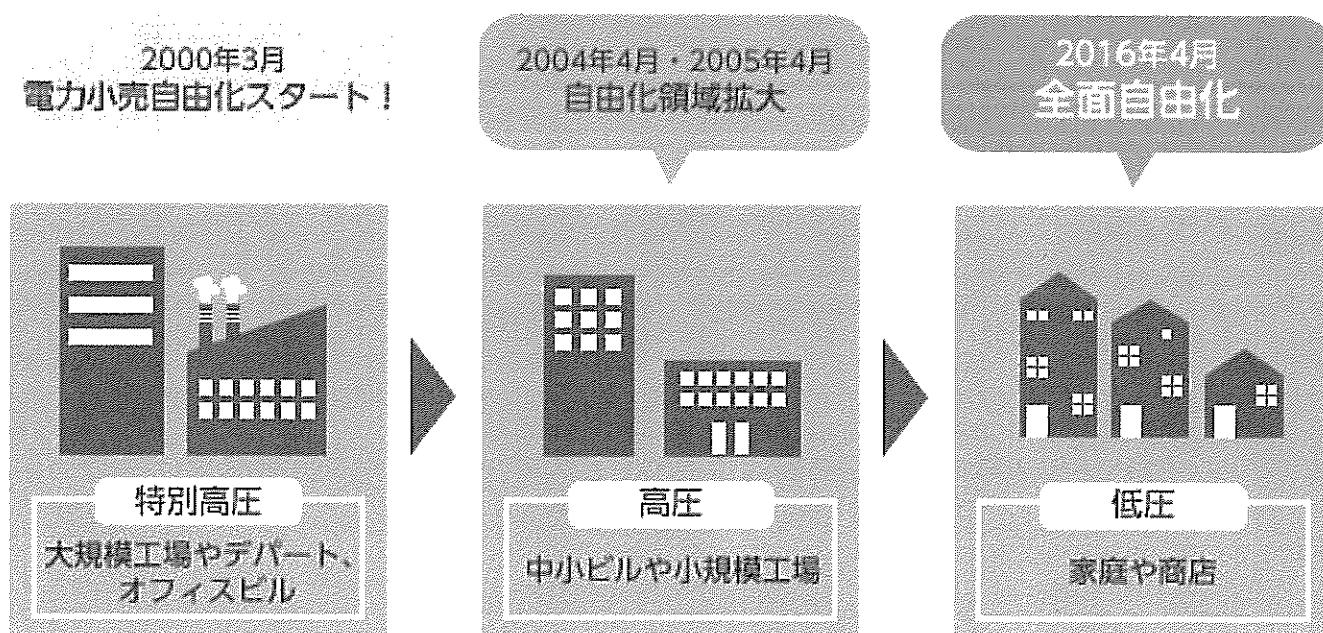 2000年3月
電力小売自由化スタート！
2004年4月・2005年4月
自由化領域拡大
2016年4月
全面自由化
特別高圧
大規模工場やデパート、
オフィスビル
高圧
中小ビルや小規模工場
低圧
家庭や商店